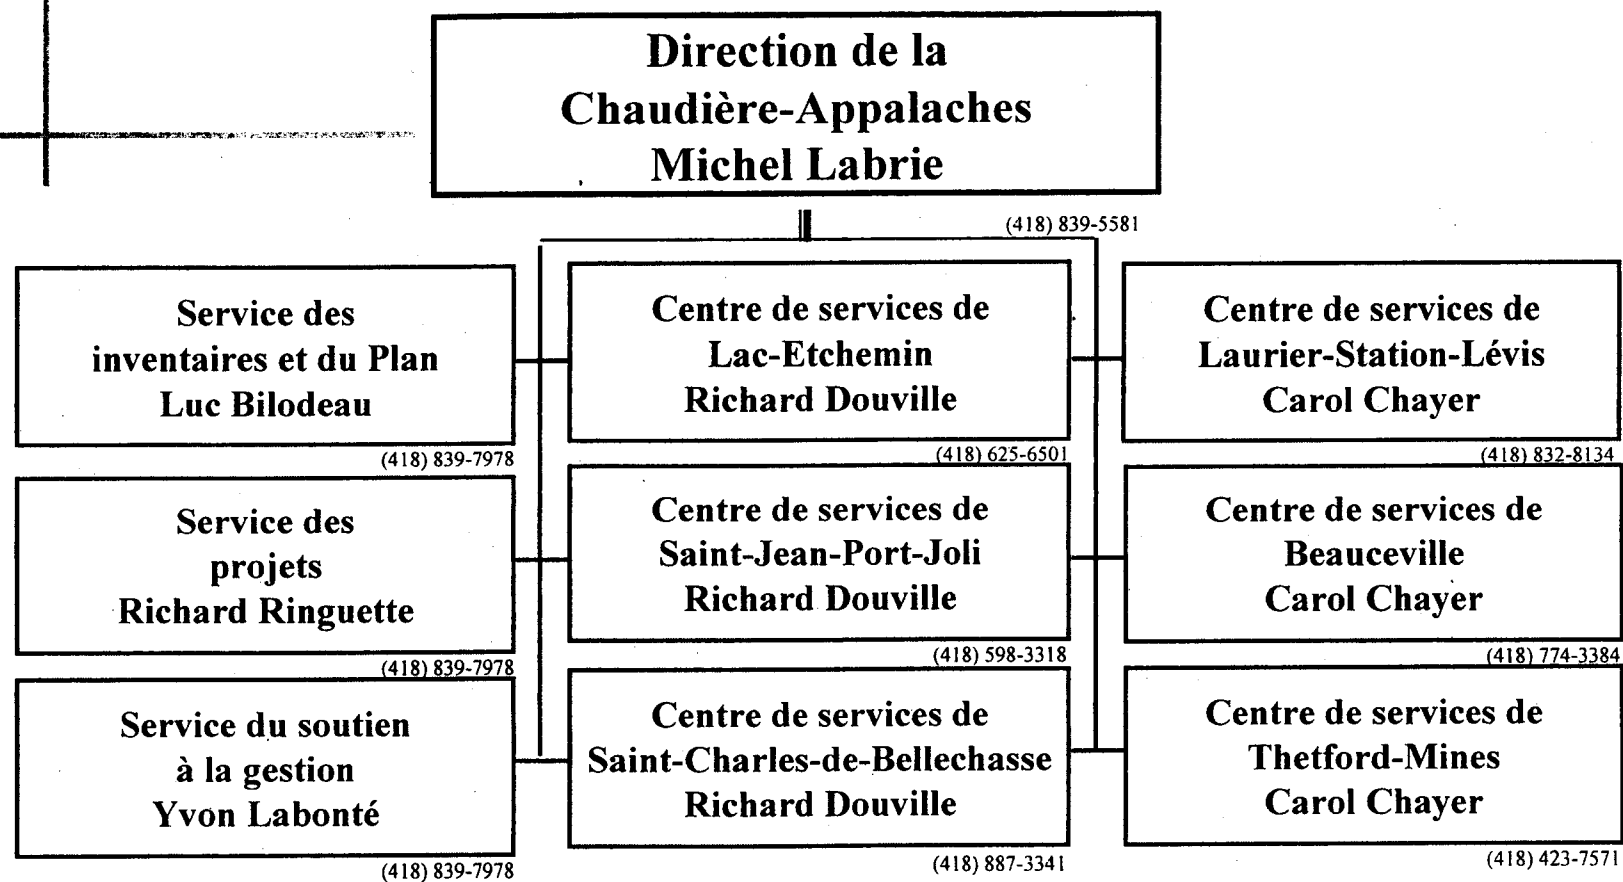 Direction de la
Chaudière-Appalaches
Michel Labrie
(418) 839-5581
Service des
inventaires et du Plan
Luc Bilodeau
(418) 839-7978
Centre de services de
Lac-Etchemin
Richard Douville
(418) 625-6501
Centre de services de
Laurier-Station-Lévis
Carol Chayer
(418) 832-8134
Service des
projets
Richard Ringuette
(418) 839-7978
Centre de services de
Saint-Jean-Port-Joli
Richard Douville
(418) 598-3318
Centre de services de
Beauceville
Carol Chayer
(418) 774-3384
Service du soutien
à la gestion
Yvon Labonté
(418) 839-7978
Centre de services de
Saint-Charles-de-Bellechasse
Richard Douville
(418) 887-3341
Centre de services de
Thetford-Mines
Carol Chayer
(418) 423-7571